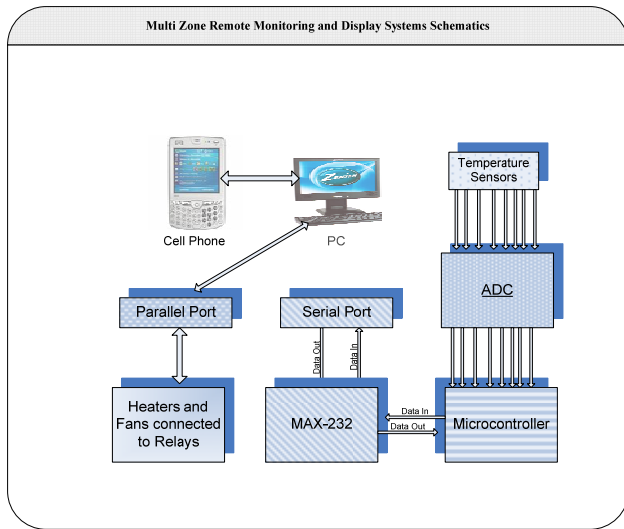 Multi Zone Remote Monitoring and Display Systems Schematics
Temperature
Sensors
Cell Phone
PC
ADC
Parallel Port
Serial Port
Data Out
Data In
Heaters and
Fans connected
to Relays
MAX-232
Data In
Data Out
Microcontroller